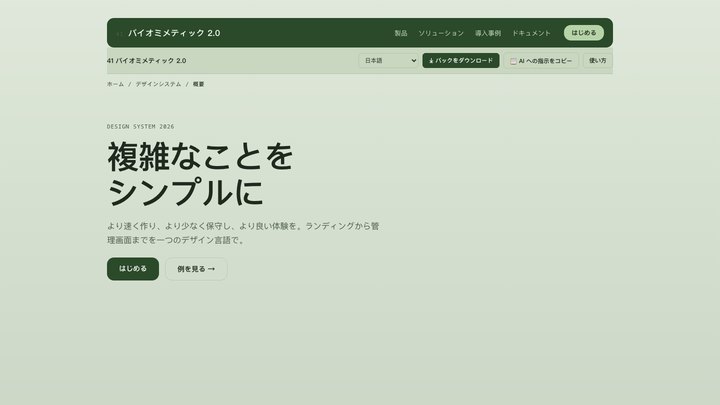 41 バイオミメティック 2.0
製品 ソリューション 導入事例 ドキュメント はじめる
41 バイオミメティック 2.0
日本語 パックをダウンロード AI への指示をコピー 使い方
ホーム / デザインシステム / 概要
DESIGN SYSTEM 2026
複雑なことを
シンプルに
より速く作り、より少なく保守し、より良い体験を。ランディングから管
理画面までを一つのデザイン言語で。
はじめる 例を見る →